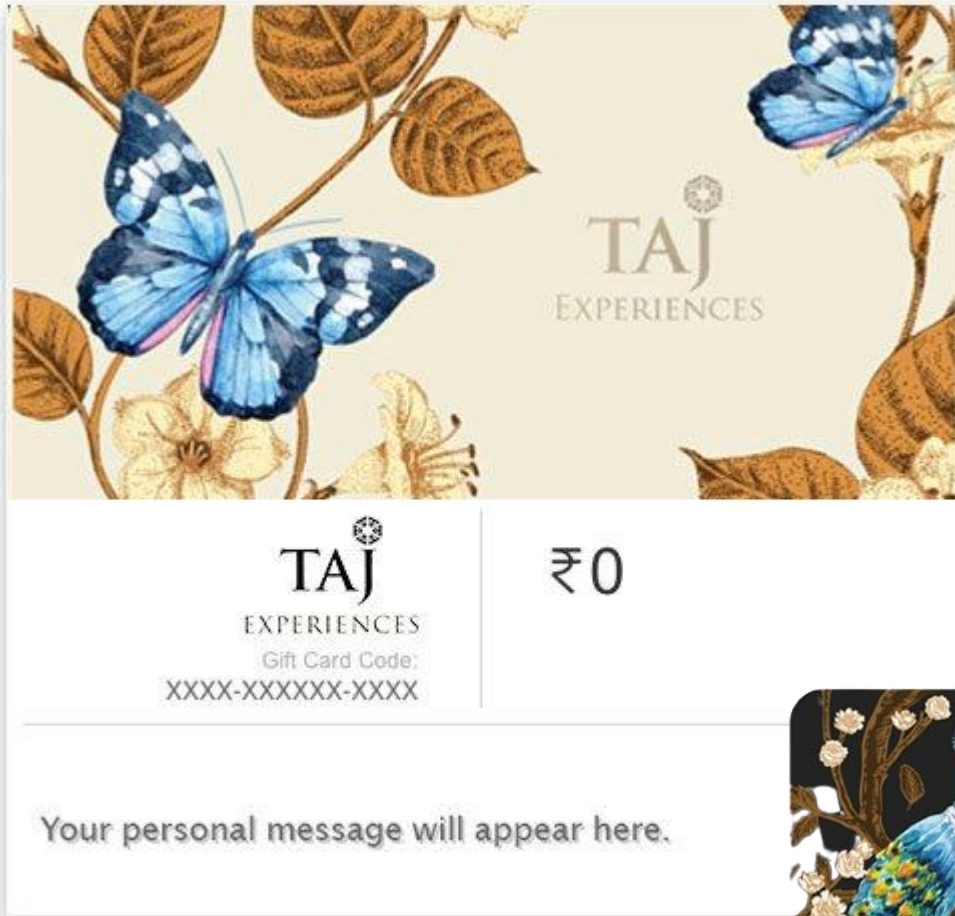 TAJ
EXPERIENCES
TAJ
EXPERIENCES
₹0
Gift Card Code:
XXXX-XXXXXX-XXXX
Your personal message will appear here.